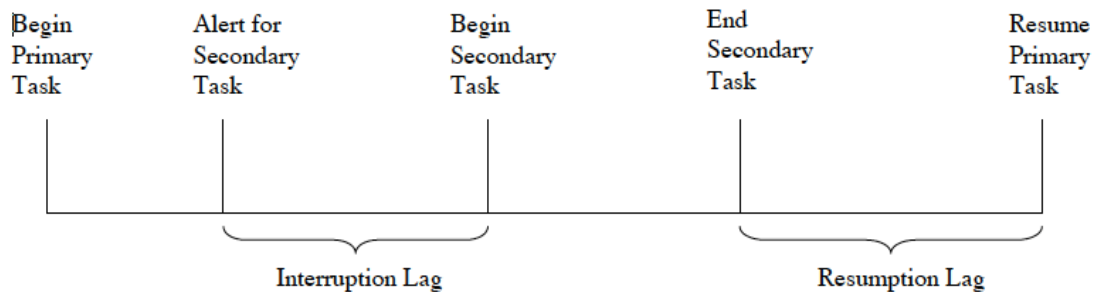 Begin
Primary
Task
Alert for
Secondary
Task
Begin
Secondary
Task
End
Secondary
Task
Resume
Primary
Task
Interruption Lag
Resumption Lag